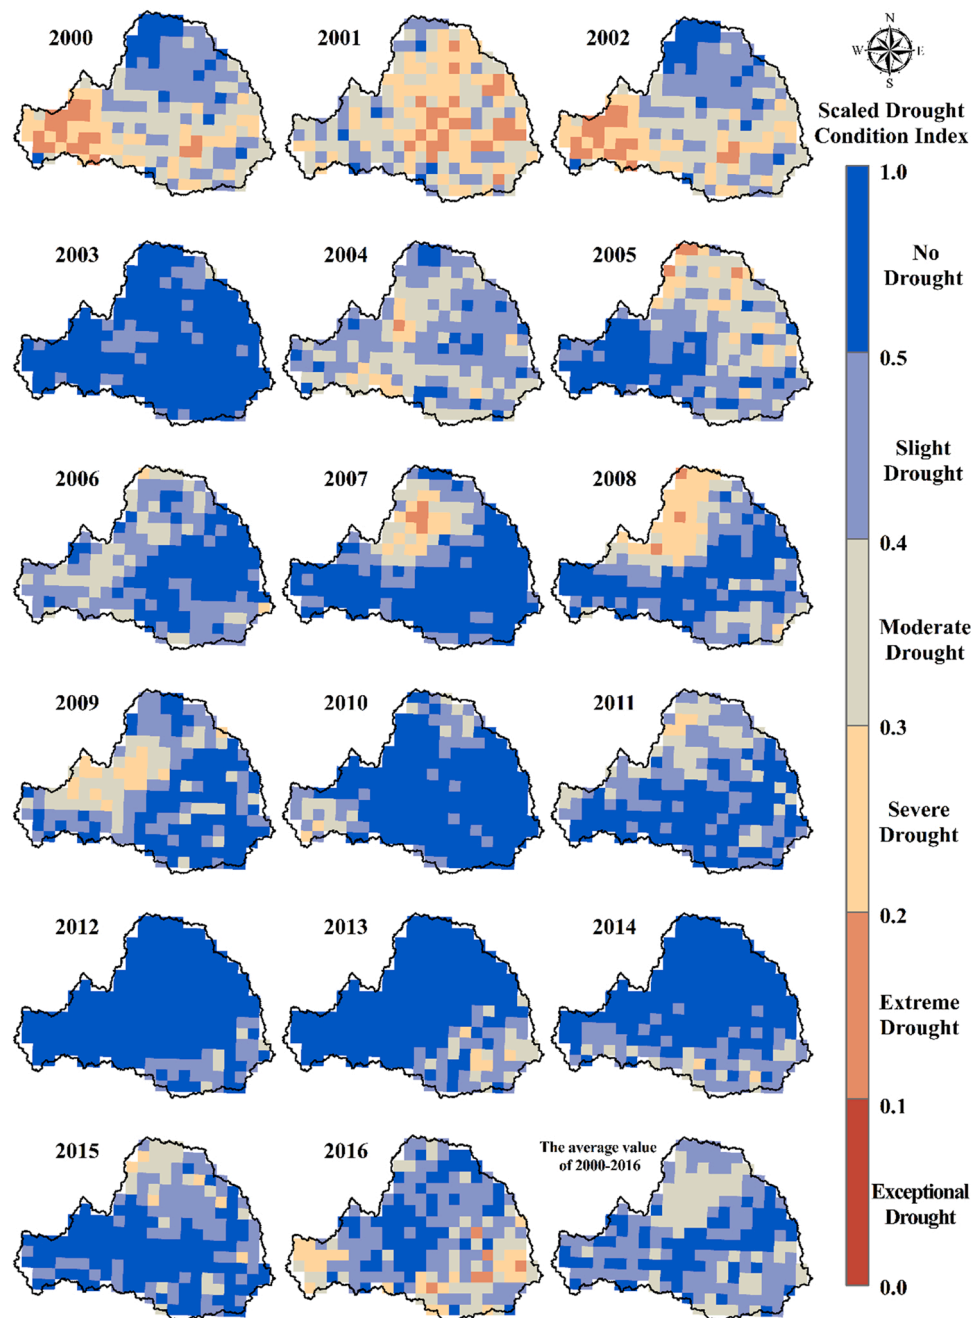 2000
2001
2002
N
W
E
S
Scaled Drought
Condition Index
1.0
No
Drought
0.5
Slight
Drought
0.4
Moderate
Drought
0.3
Severe
Drought
0.2
Extreme
Drought
0.1
Exceptional
Drought
0.0
2003
2004
2005
2006
2007
2008
2009
2010
2011
2012
2013
2014
2015
2016
The average value
of 2000-2016